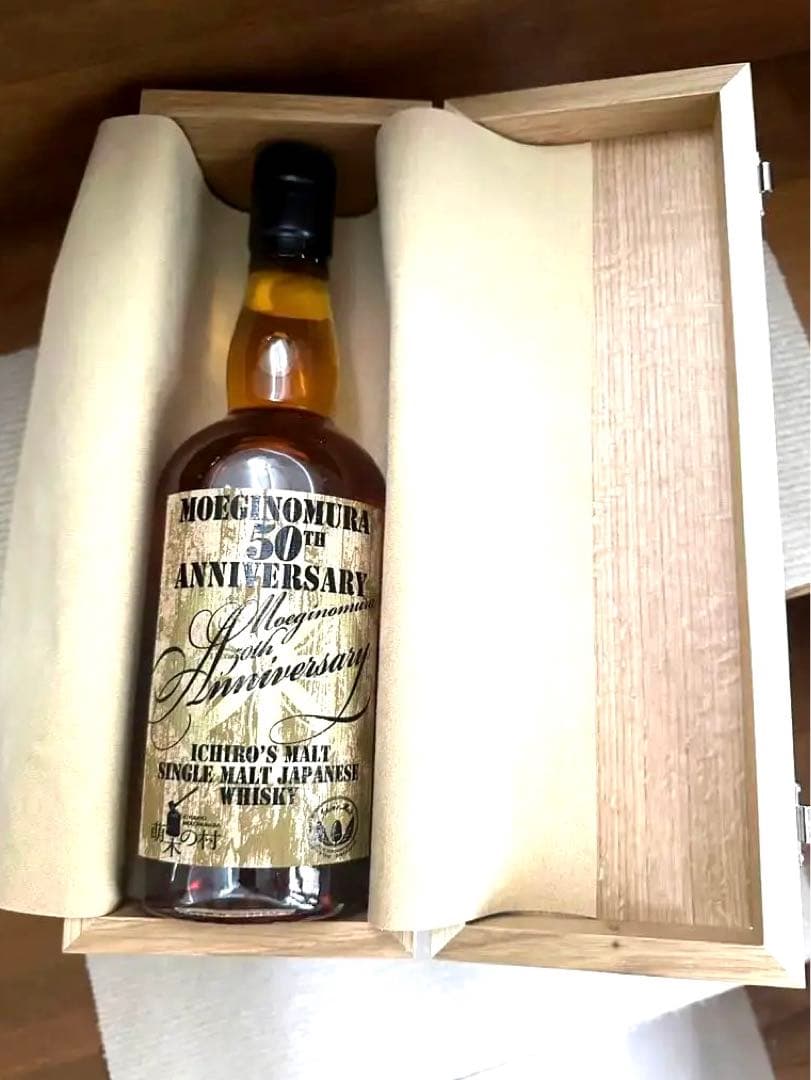 MOEGINOMURA
50TH
ANNIVERSARY
Moeginomura
50th
Anniversary
ICHIRO'S MALT
SINGLE MALT JAPANESE
WHISKY
萌木の村